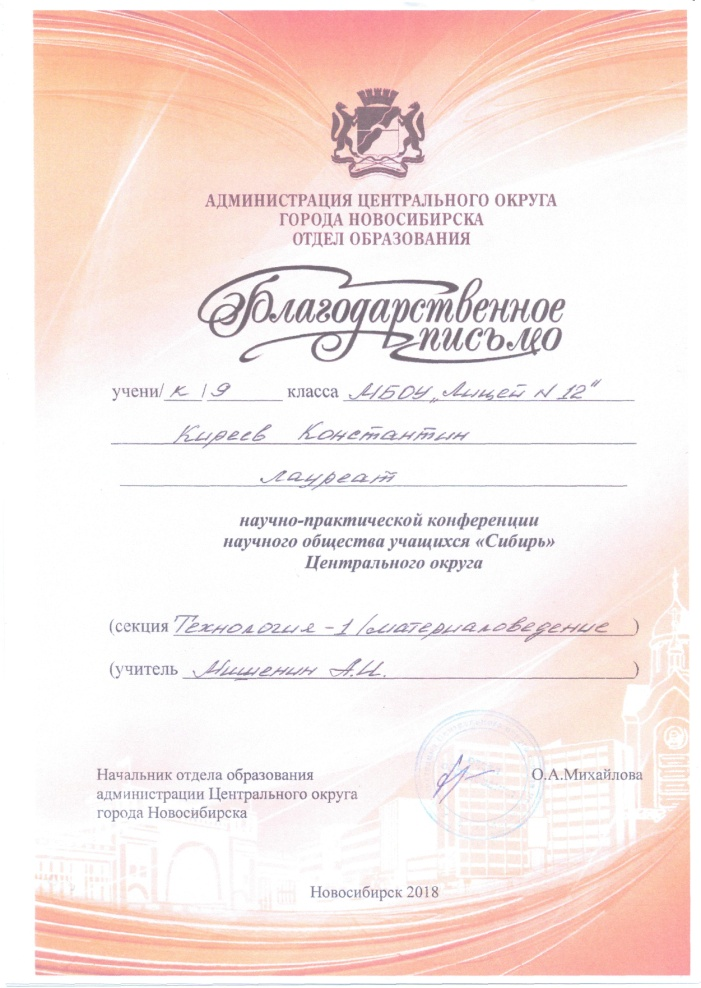 АДМИНИСТРАЦИЯ ЦЕНТРАЛЬНОГО ОКРУГА
ГОРОДА НОВОСИБИРСКА
ОТДЕЛ ОБРАЗОВАНИЯ
Благодарственное
письмо
учени/к/9 класса МБОУ „Лицей N 12"
Киреев Константин
лауреат
научно-практической конференции
научного общества учащихся «Сибирь»
Центрального округа
(секция Технология-1/материаловедение)
(учитель Мишенин А.И.)
Начальник отдела образования
администрации Центрального округа
города Новосибирска
О.А.Михайлова
Новосибирск 2018